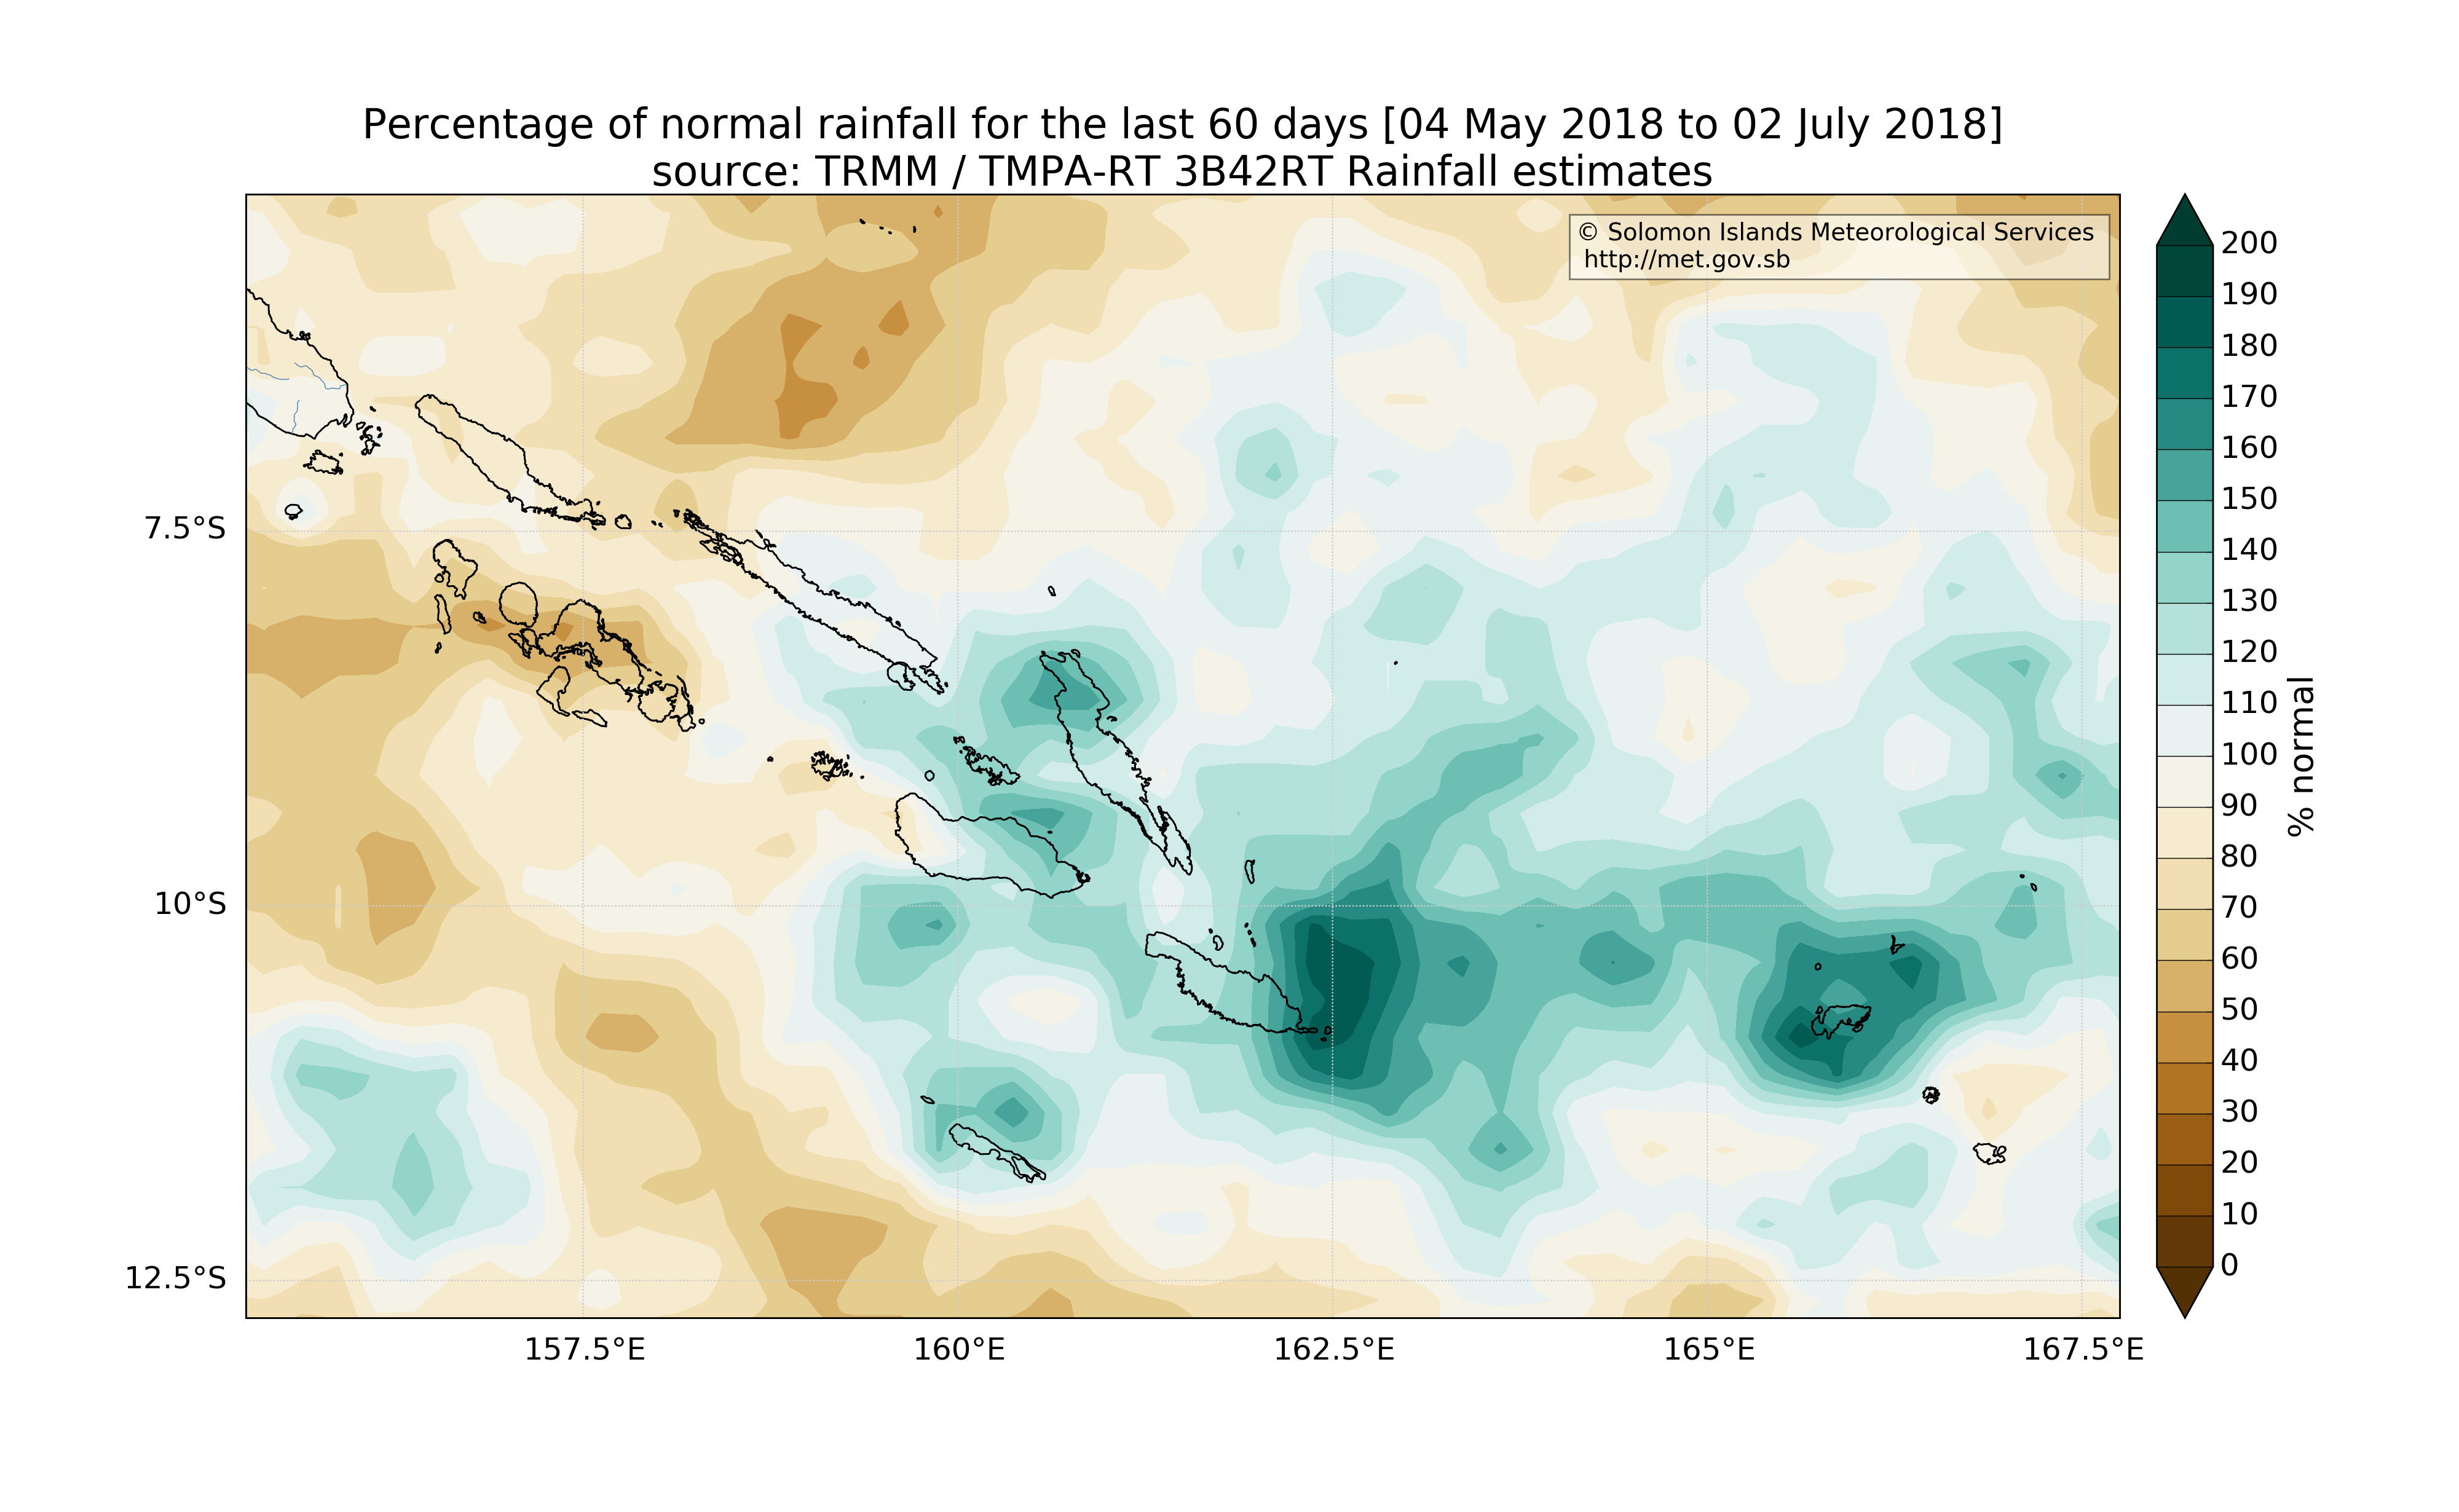 Percentage of normal rainfall for the last 60 days [04 May 2018 to 02 July 2018]
source: TRMM / TMPA-RT 3B42RT Rainfall estimates
© Solomon Islands Meteorological Services
http://met.gov.sb
7.5°S
10°S
12.5°S
157.5°E
160°E
162.5°E
165°E
167.5°E
200
190
180
170
160
150
140
130
120
110
100
90
80
70
60
50
40
30
20
10
0
% normal